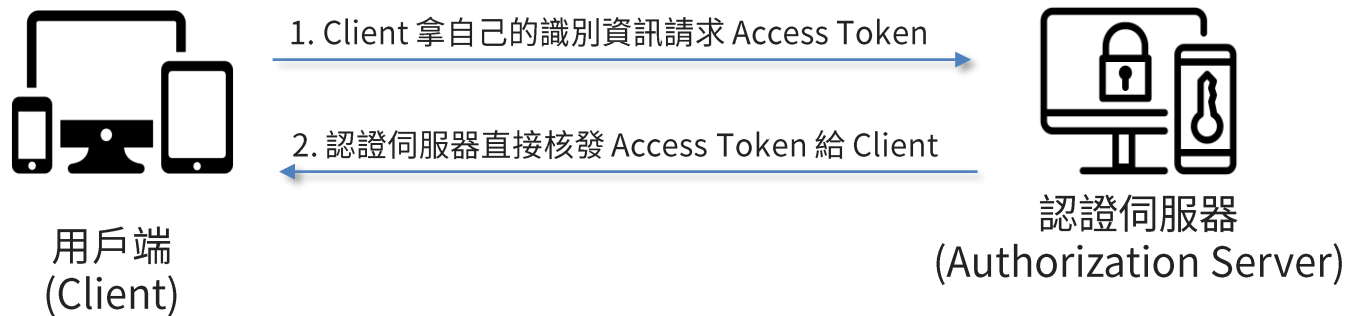 1. Client 拿自己的識別資訊請求 Access Token
2. 認證伺服器直接核發 Access Token 給 Client
用戶端
(Client)
認證伺服器
(Authorization Server)